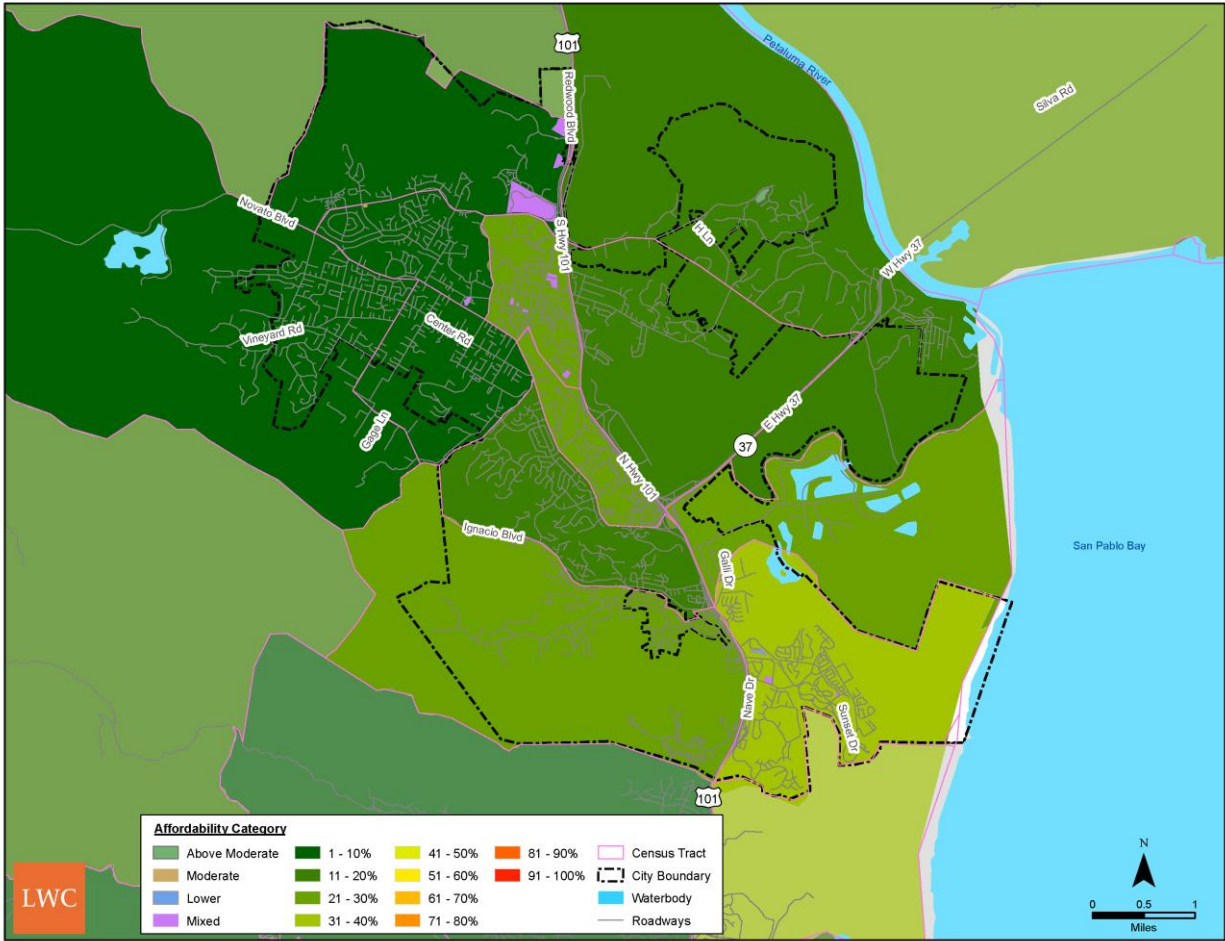 101
Redwood Blvd
Petaluma River
Silva Rd
Novato Blvd
S Hwy 101
H Ln
W Hwy 37
Vineyard Rd
Center Rd
Gage Ln
E Hwy 37
37
N Hwy 101
Ignacio Blvd
San Pablo Bay
Galli Dr
Nave Dr
Sunset Dr
101
Affordability Category
Above Moderate
Moderate
Lower
Mixed
1 - 10%
11 - 20%
21 - 30%
31 - 40%
41 - 50%
51 - 60%
61 - 70%
71 - 80%
81 - 90%
91 - 100%
Census Tract
City Boundary
Waterbody
Roadways
LWC
N
0 0.5 1
Miles